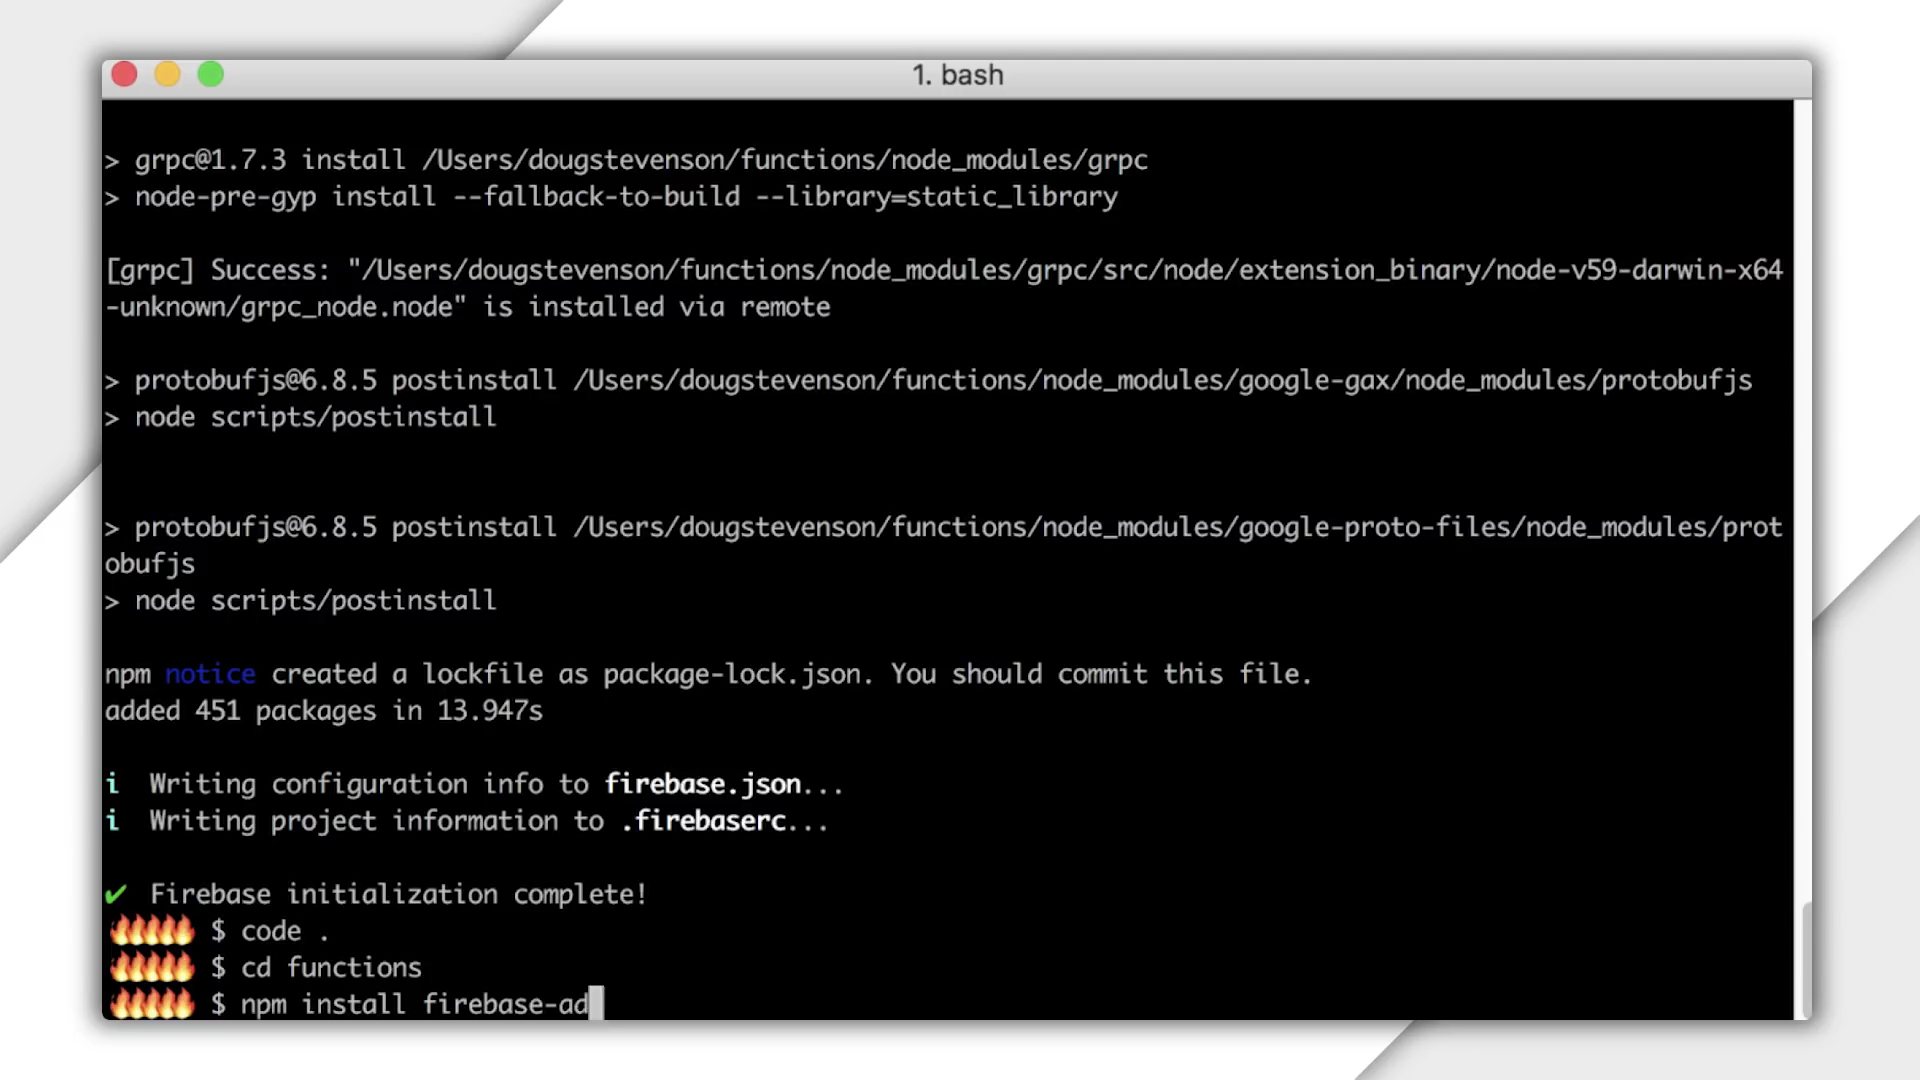 1. bash
> grpc@1.7.3 install /Users/dougstevenson/functions/node_modules/grpc
> node-pre-gyp install --fallback-to-build --library=static_library
[grpc] Success: "/Users/dougstevenson/functions/node_modules/grpc/src/node/extension_binary/node-v59-darwin-x64
-unknown/grpc_node.node" is installed via remote
> protobufjs@6.8.5 postinstall /Users/dougstevenson/functions/node_modules/google-gax/node_modules/protobufjs
> node scripts/postinstall
> protobufjs@6.8.5 postinstall /Users/dougstevenson/functions/node_modules/google-proto-files/node_modules/prot
obufjs
> node scripts/postinstall
npm notice created a lockfile as package-lock.json. You should commit this file.
added 451 packages in 13.947s
i Writing configuration info to firebase.json...
i Writing project information to .firebaserc...
✔ Firebase initialization complete!
🔥🔥🔥🔥🔥 $ code .
🔥🔥🔥🔥🔥 $ cd functions
🔥🔥🔥🔥🔥 $ npm install firebase-ad